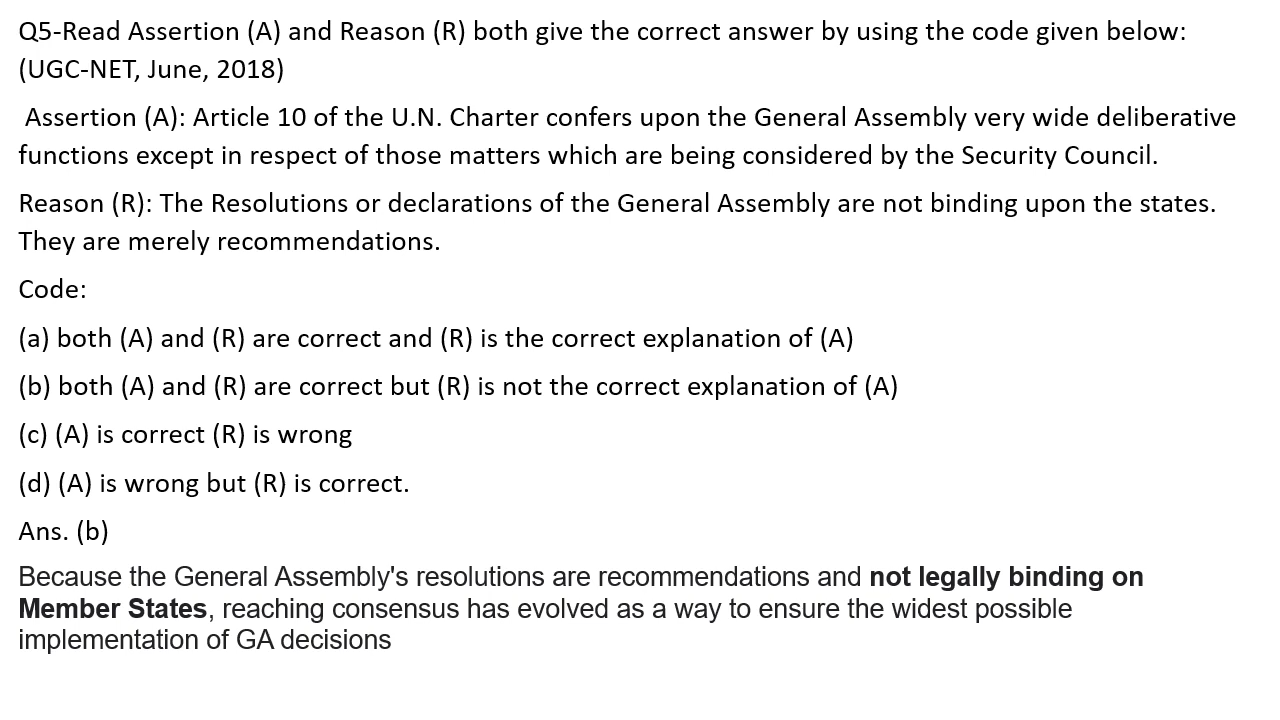 Q5-Read Assertion (A) and Reason (R) both give the correct answer by using the code given below:
(UGC-NET, June, 2018)
Assertion (A): Article 10 of the U.N. Charter confers upon the General Assembly very wide deliberative
functions except in respect of those matters which are being considered by the Security Council.
Reason (R): The Resolutions or declarations of the General Assembly are not binding upon the states.
They are merely recommendations.
Code:
(a) both (A) and (R) are correct and (R) is the correct explanation of (A)
(b) both (A) and (R) are correct but (R) is not the correct explanation of (A)
(c) (A) is correct (R) is wrong
(d) (A) is wrong but (R) is correct.
Ans. (b)
Because the General Assembly's resolutions are recommendations and not legally binding on
Member States, reaching consensus has evolved as a way to ensure the widest possible
implementation of GA decisions